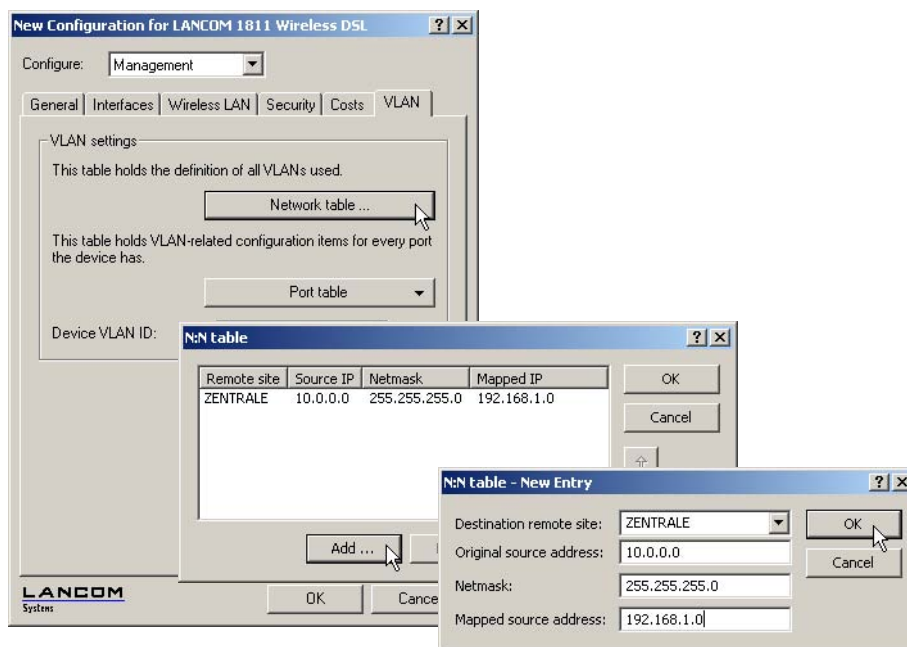 New Configuration for LANCOM 1811 Wireless DSL
Configure: Management
General Interfaces Wireless LAN Security Costs VLAN
VLAN settings
This table holds the definition of all VLANs used.
Network table ...
This table holds VLAN-related configuration items for every port
the device has.
Port table
Device VLAN ID:
N:N table
Remote site Source IP Netmask Mapped IP
ZENTRALE 10.0.0.0 255.255.255.0 192.168.1.0
OK
Cancel
Add ...
N:N table - New Entry
Destination remote site: ZENTRALE
Original source address: 10.0.0.0
Netmask: 255.255.255.0
Mapped source address: 192.168.1.0
OK
Cancel
LANCOM
Systems
OK
Cance